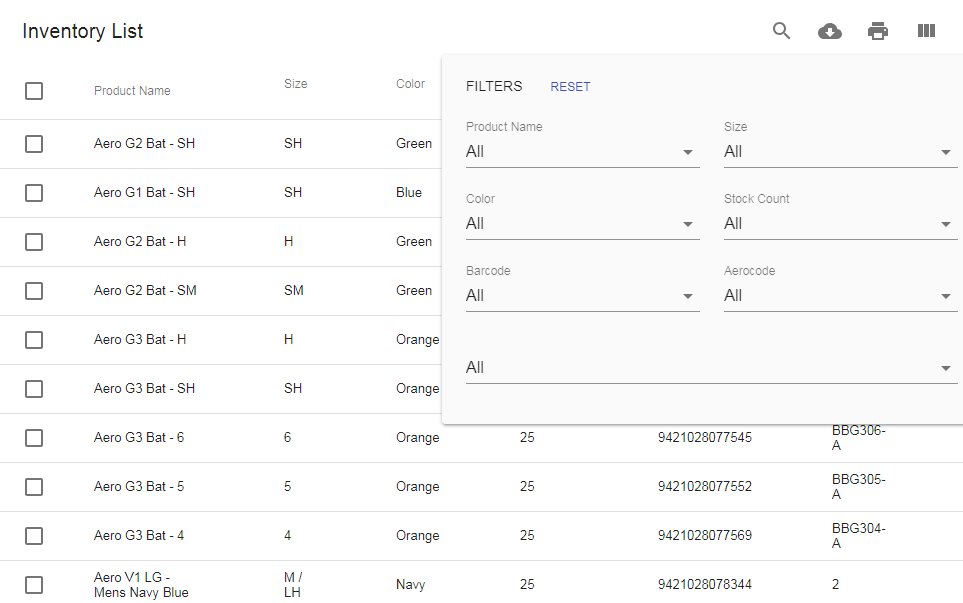 Inventory List
Product Name Size Color
FILTERS RESET
Product Name Size
All All
Color Stock Count
All All
Barcode Aerocode
All All
All
Aero G2 Bat - SH SH Green
Aero G1 Bat - SH SH Blue
Aero G2 Bat - H H Green
Aero G2 Bat - SM SM Green
Aero G3 Bat - H H Orange
Aero G3 Bat - SH SH Orange
Aero G3 Bat - 6 6 Orange 25 9421028077545 BBG306-
A
Aero G3 Bat - 5 5 Orange 25 9421028077552 BBG305-
A
Aero G3 Bat - 4 4 Orange 25 9421028077569 BBG304-
A
Aero V1 LG - M /
Mens Navy Blue LH Navy 25 9421028078344 2